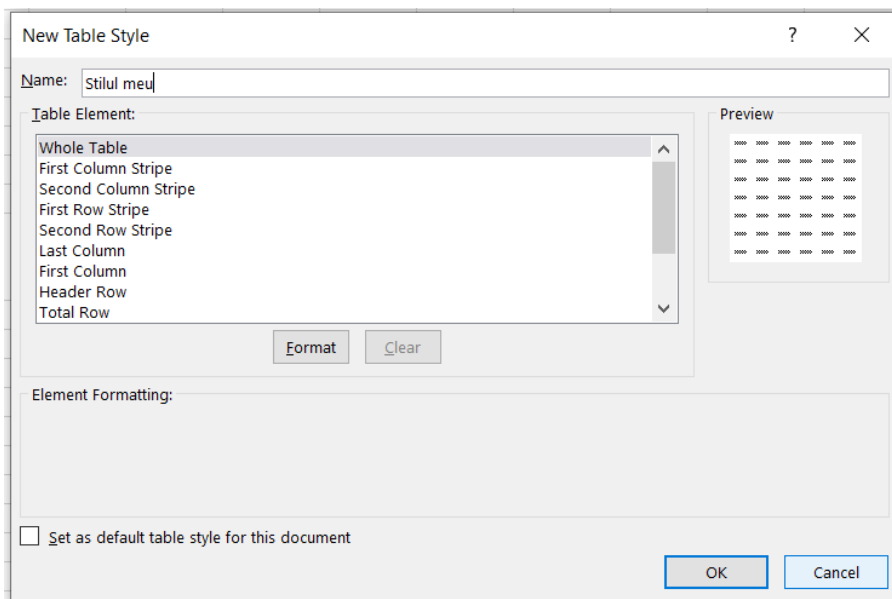 New Table Style
?
Name: Stilul meu
Table Element:
Preview
Whole Table
First Column Stripe
Second Column Stripe
First Row Stripe
Second Row Stripe
Last Column
First Column
Header Row
Total Row
Format Clear
Element Formatting:
Set as default table style for this document
OK Cancel